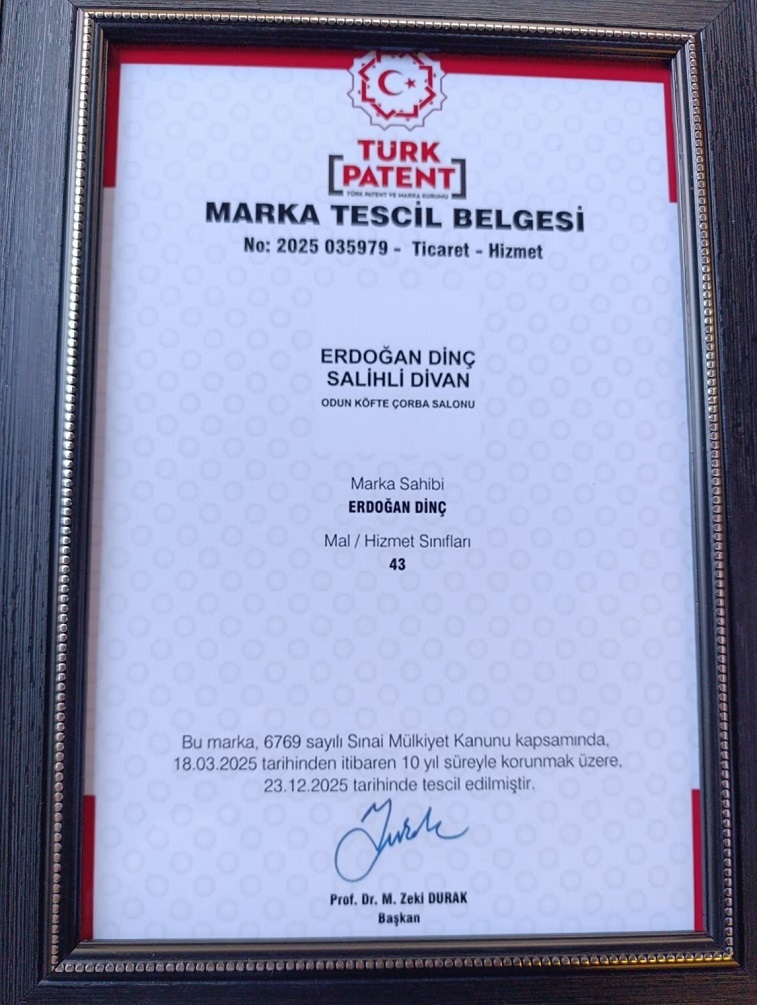 TÜRK
PATENT
TÜRK PATENT VE MARKA KURUMU
MARKA TESCİL BELGESİ
No: 2025 035979 - Ticaret - Hizmet
ERDOĞAN DİNÇ
SALİHLİ DİVAN
ODUN KÖFTE ÇORBA SALONU
Marka Sahibi
ERDOĞAN DİNÇ
Mal / Hizmet Sınıfları
43
Bu marka, 6769 sayılı Sınai Mülkiyet Kanunu kapsamında,
18.03.2025 tarihinden itibaren 10 yıl süreyle korunmak üzere,
23.12.2025 tarihinde tescil edilmiştir.
Durak
Prof. Dr. M. Zeki DURAK
Başkan